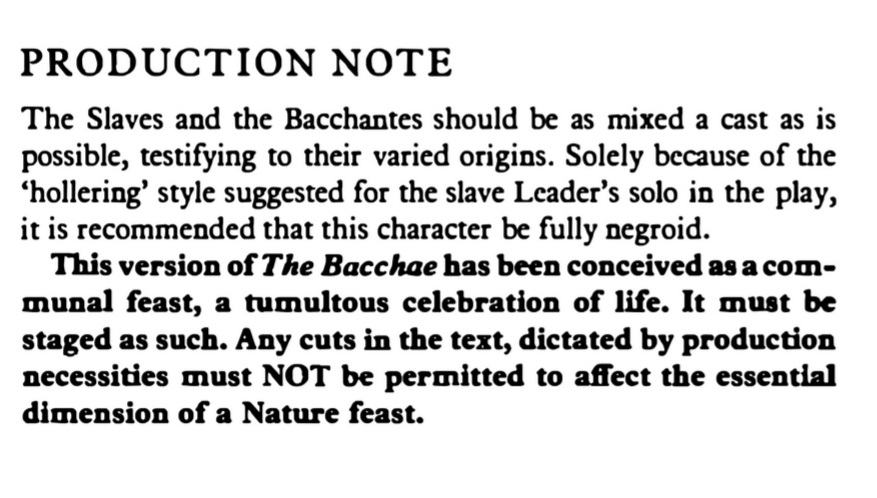 PRODUCTION NOTE
The Slaves and the Bacchantes should be as mixed a cast as is
possible, testifying to their varied origins. Solely because of the
‘hollering’ style suggested for the slave Leader’s solo in the play,
it is recommended that this character be fully negroid.
This version of The Bacchae has been conceived as a com-
munal feast, a tumultous celebration of life. It must be
staged as such. Any cuts in the text, dictated by production
necessities must NOT be permitted to affect the essential
dimension of a Nature feast.